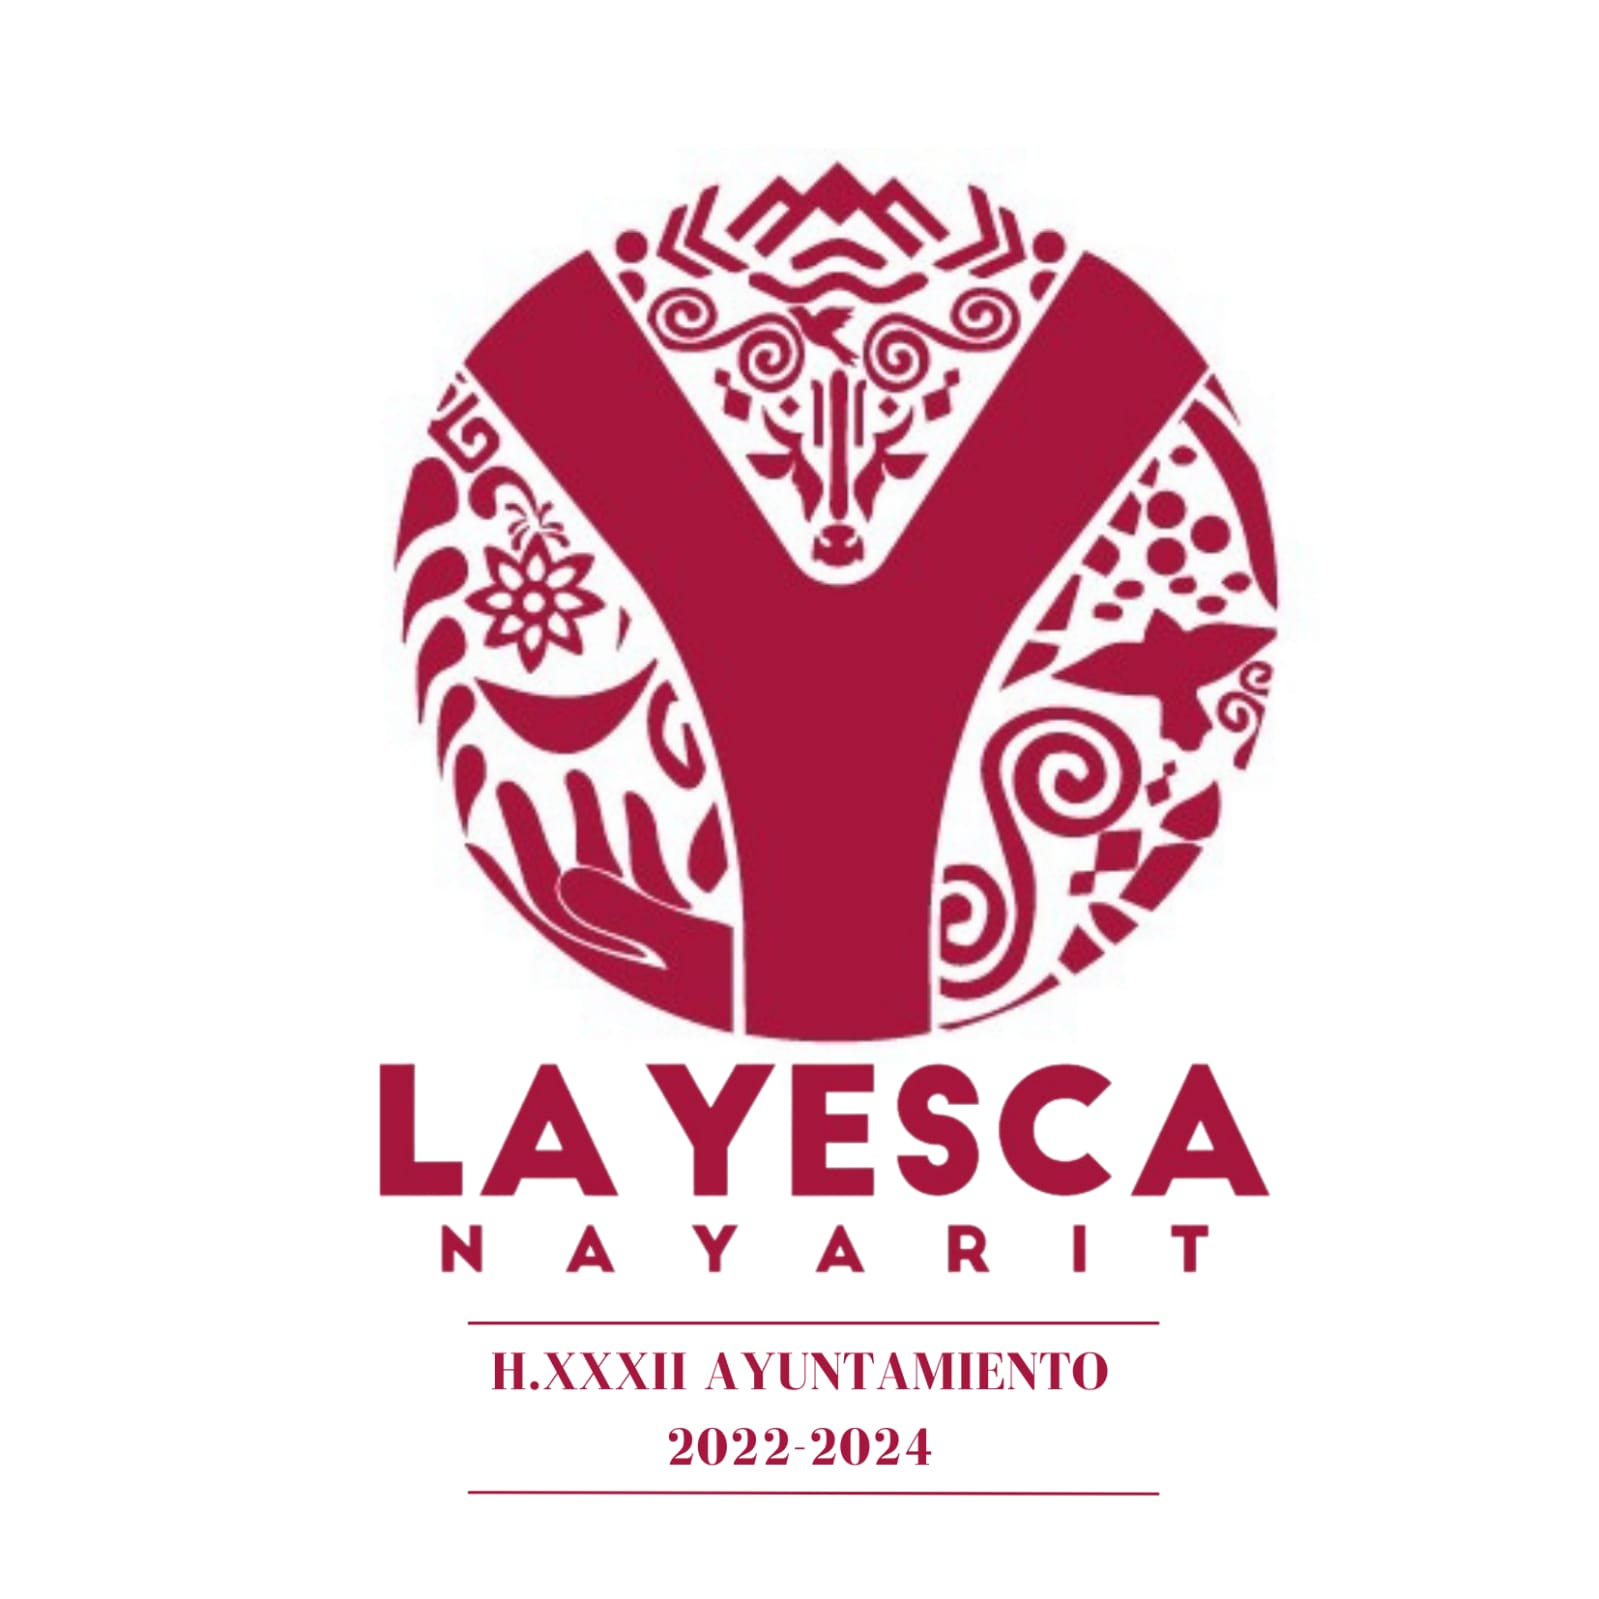 Y
LA YESCA
NAYARIT
H.XXXII AYUNTAMIENTO
2022-2024